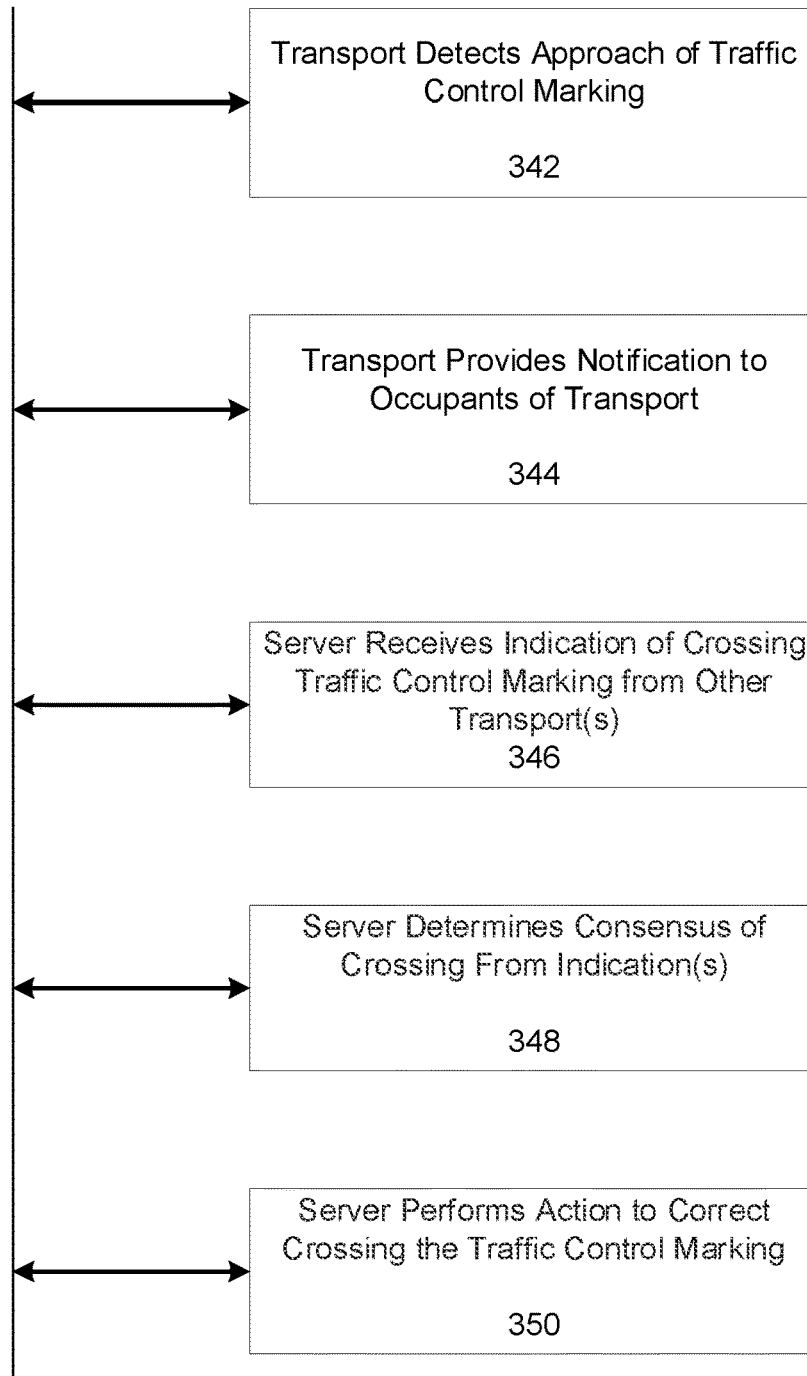 Transport Detects Approach of Traffic
Control Marking
342
Transport Provides Notification to
Occupants of Transport
344
Server Receives Indication of Crossing
Traffic Control Marking from Other
Transport(s)
346
Server Determines Consensus of
Crossing From Indication(s)
348
Server Performs Action to Correct
Crossing the Traffic Control Marking
350